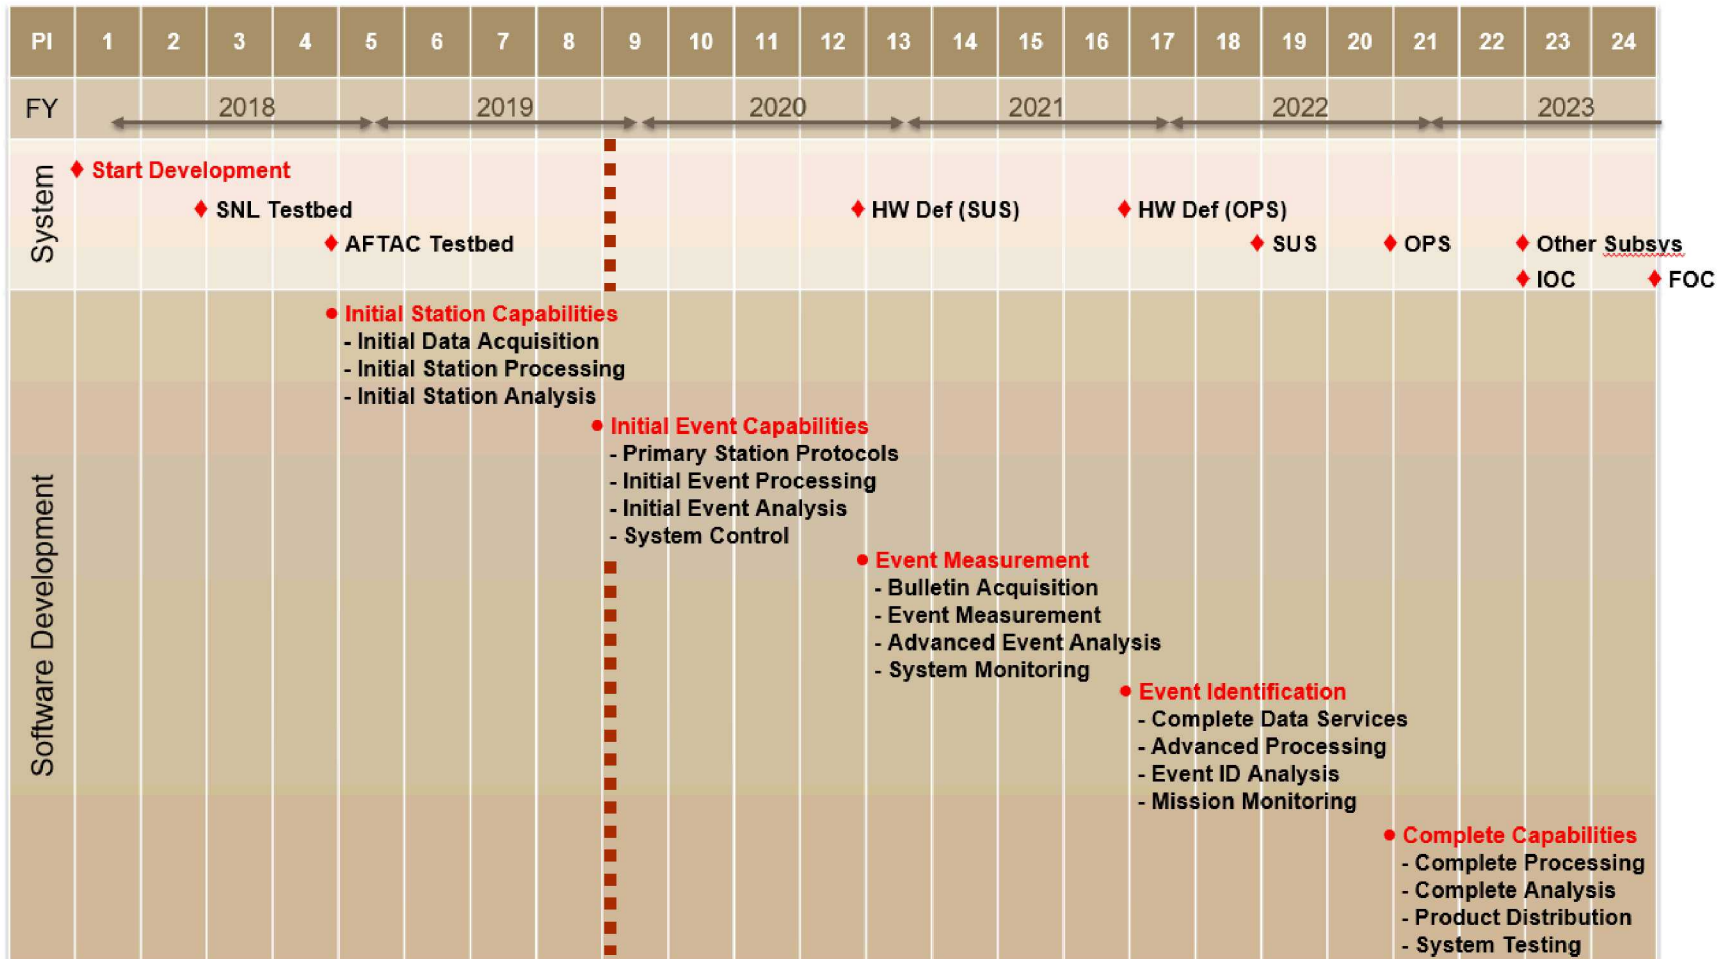 PI 1 2 3 4 5 6 7 8 9 10 11 12 13 14 15 16 17 18 19 20 21 22 23 24
FY 2018 2019 2020 2021 2022 2023
System
Start Development
SNL Testbed HW Def (SUS) HW Def (OPS)
AFTAC Testbed SUS OPS Other Subsys
IOC FOC
Software Development
Initial Station Capabilities
- Initial Data Acquisition
- Initial Station Processing
- Initial Station Analysis
Initial Event Capabilities
- Primary Station Protocols
- Initial Event Processing
- Initial Event Analysis
- System Control
Event Measurement
- Bulletin Acquisition
- Event Measurement
- Advanced Event Analysis
- System Monitoring
Event Identification
- Complete Data Services
- Advanced Processing
- Event ID Analysis
- Mission Monitoring
Complete Capabilities
- Complete Processing
- Complete Analysis
- Product Distribution
- System Testing